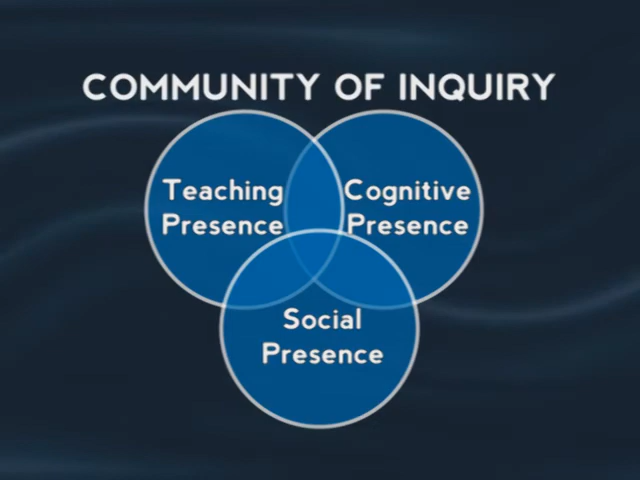 COMMUNITY OF INQUIRY
Teaching
Presence
Cognitive
Presence
Social
Presence